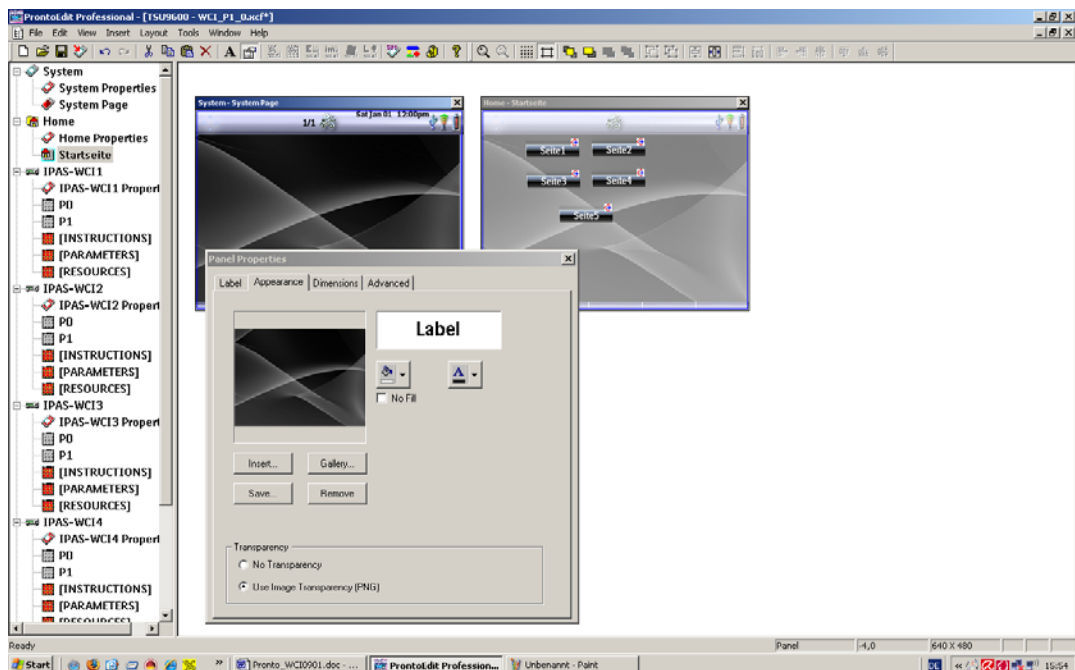 ProntoEdit Professional - [TSU9600 - WCI_P1_0.xcf*]
File Edit View Insert Layout Tools Window Help
System
System Properties
System Page
Home
Home Properties
Startseite
IPAS-WCI1
IPAS-WCI1 Propert
P0
P1
[INSTRUCTIONS]
[PARAMETERS]
[RESOURCES]
IPAS-WCI2
IPAS-WCI2 Propert
P0
P1
[INSTRUCTIONS]
[PARAMETERS]
[RESOURCES]
IPAS-WCI3
IPAS-WCI3 Propert
P0
P1
[INSTRUCTIONS]
[PARAMETERS]
[RESOURCES]
IPAS-WCI4
IPAS-WCI4 Propert
P0
P1
[INSTRUCTIONS]
[PARAMETERS]
[RESOURCES]
System - System Page
1/1
Sat Jan 01 12:00pm
Home - Startseite
Seite1 Seite2
Seite3 Seite4
Seite5
Panel Properties
Label Appearance Dimensions Advanced
Label
A
No Fill
Insert... Gallery...
Save... Remove
Transparency
No Transparency
Use Image Transparency (PNG)
Ready
Panel -4,0 640 X 480
Start » Pronto_WCI0901.doc - ... ProntoEdit Profession... Unbenannt - Paint DE « 15:54